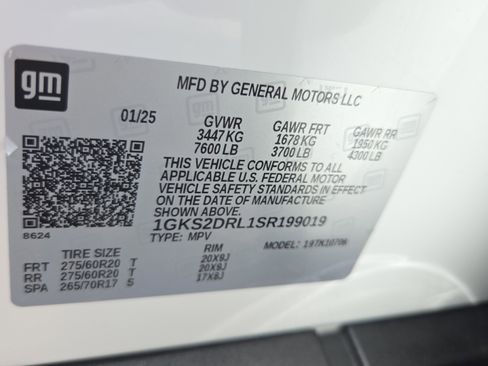 gm
MFD BY GENERAL MOTORS LLC
01/25
GVWR GAWR FRT GAWR RR
3447 KG 1678 KG 1950 KG
7600 LB 3700 LB 4300 LB
THIS VEHICLE CONFORMS TO ALL
APPLICABLE U.S. FEDERAL MOTOR
VEHICLE SAFETY STANDARDS IN EFFECT
ON THE DATE OF MANUFACTURE
SHOWN ABOVE.
1GKS2DRL1SR199019
8624
TYPE: MPV MODEL:
TIRE SIZE RIM
FRT 275/60R20 T 20X9J
RR 275/60R20 T 20X9J
SPA 265/70R17 S 17X8J